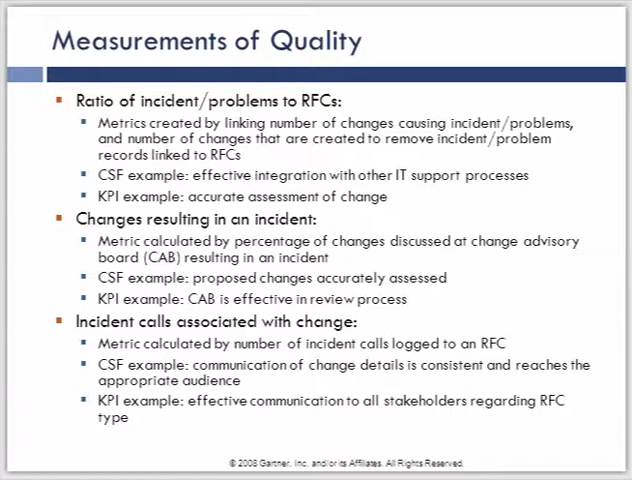 Measurements of Quality
Ratio of incident/problems to RFCs:
Metrics created by linking number of changes causing incident/problems,
and number of changes that are created to remove incident/problem
records linked to RFCs
CSF example: effective integration with other IT support processes
KPI example: accurate assessment of change
Changes resulting in an incident:
Metric calculated by percentage of changes discussed at change advisory
board (CAB) resulting in an incident
CSF example: proposed changes accurately assessed
KPI example: CAB is effective in review process
Incident calls associated with change:
Metric calculated by number of incident calls logged to an RFC
CSF example: communication of change details is consistent and reaches the
appropriate audience
KPI example: effective communication to all stakeholders regarding RFC
type
© 2008 Gartner, Inc. and/or its Affiliates. All Rights Reserved.